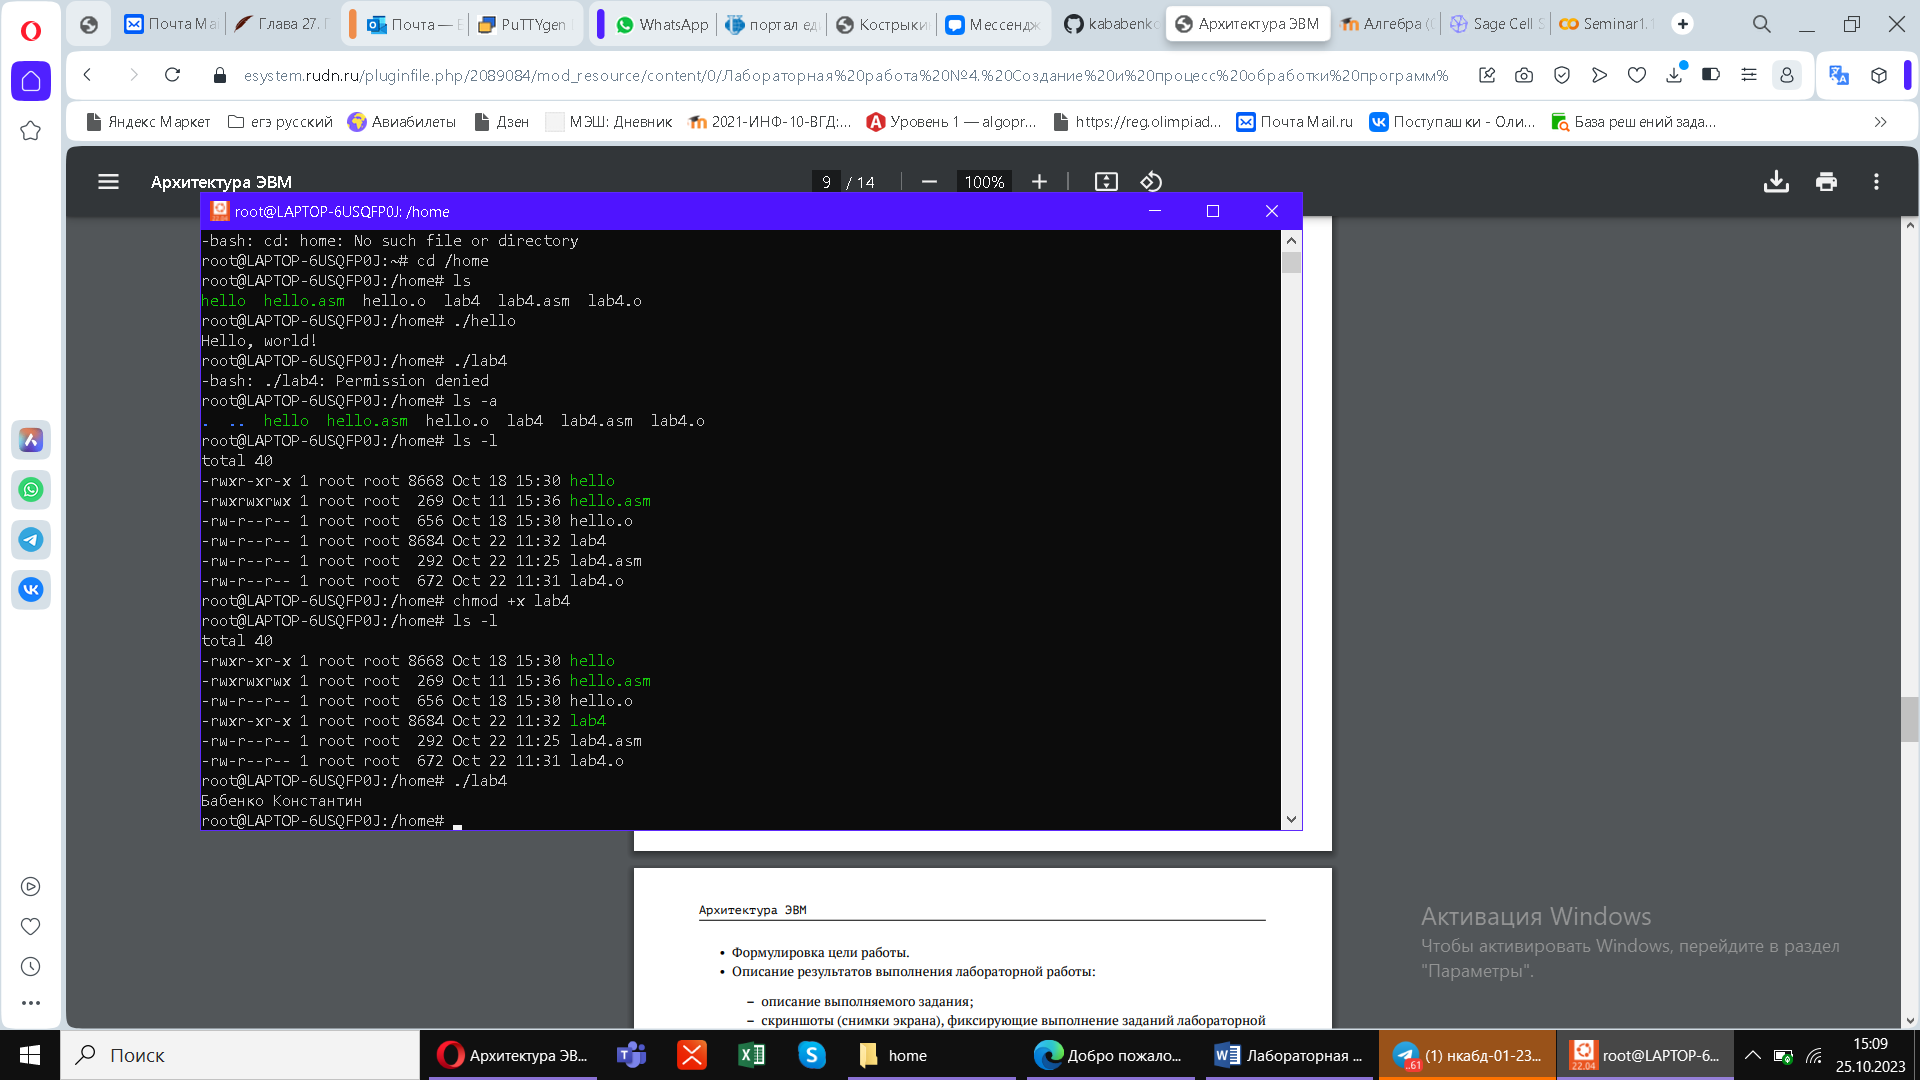 Почта Ma
Глава 27. Г
Почта — Е
PuTTYgen
WhatsApp
портал ед
Кострыки
Мессендж
kababenko
Архитектура ЭВМ
Алгебра (
Sage Cell S
Seminar1.1
esystem.rudn.ru/pluginfile.php/2089084/mod_resource/content/0/Лабораторная%20работа%20№4.%20Создание%20и%20процесс%20обработки%20программ%
Яндекс Маркет
егэ русский
Авиабилеты
Дзен
МЭШ: Дневник
2021-ИНФ-10-ВГД:...
Уровень 1 — algopr...
https://reg.olimpiad...
Почта Mail.ru
Поступашки - Оли...
База решений зада...
Архитектура ЭВМ
9 / 14
100%
root@LAPTOP-6USQFP0J: /home
-bash: cd: home: No such file or directory
root@LAPTOP-6USQFP0J:~# cd /home
root@LAPTOP-6USQFP0J:/home# ls
hello  hello.asm  hello.o  lab4  lab4.asm  lab4.o
root@LAPTOP-6USQFP0J:/home# ./hello
Hello, world!
root@LAPTOP-6USQFP0J:/home# ./lab4
-bash: ./lab4: Permission denied
root@LAPTOP-6USQFP0J:/home# ls -a
.  ..  hello  hello.asm  hello.o  lab4  lab4.asm  lab4.o
root@LAPTOP-6USQFP0J:/home# ls -l
total 40
-rwxr-xr-x 1 root root 8668 Oct 18 15:30 hello
-rwxrwxrwx 1 root root  269 Oct 11 15:36 hello.asm
-rw-r--r-- 1 root root  656 Oct 18 15:30 hello.o
-rw-r--r-- 1 root root 8684 Oct 22 11:32 lab4
-rw-r--r-- 1 root root  292 Oct 22 11:25 lab4.asm
-rw-r--r-- 1 root root  672 Oct 22 11:31 lab4.o
root@LAPTOP-6USQFP0J:/home# chmod +x lab4
root@LAPTOP-6USQFP0J:/home# ls -l
total 40
-rwxr-xr-x 1 root root 8668 Oct 18 15:30 hello
-rwxrwxrwx 1 root root  269 Oct 11 15:36 hello.asm
-rw-r--r-- 1 root root  656 Oct 18 15:30 hello.o
-rwxr-xr-x 1 root root 8684 Oct 22 11:32 lab4
-rw-r--r-- 1 root root  292 Oct 22 11:25 lab4.asm
-rw-r--r-- 1 root root  672 Oct 22 11:31 lab4.o
root@LAPTOP-6USQFP0J:/home# ./lab4
Бабенко Константин
root@LAPTOP-6USQFP0J:/home#
Архитектура ЭВМ
• Формулировка цели работы.
• Описание результатов выполнения лабораторной работы:
– описание выполняемого задания;
– скриншоты (снимки экрана), фиксирующие выполнение заданий лабораторной
Активация Windows
Чтобы активировать Windows, перейдите в раздел
"Параметры".
Поиск
Архитектура ЭВ...
home
Добро пожало...
Лабораторная ...
(1) нкабд-01-23...
root@LAPTOP-6...
15:09
25.10.2023